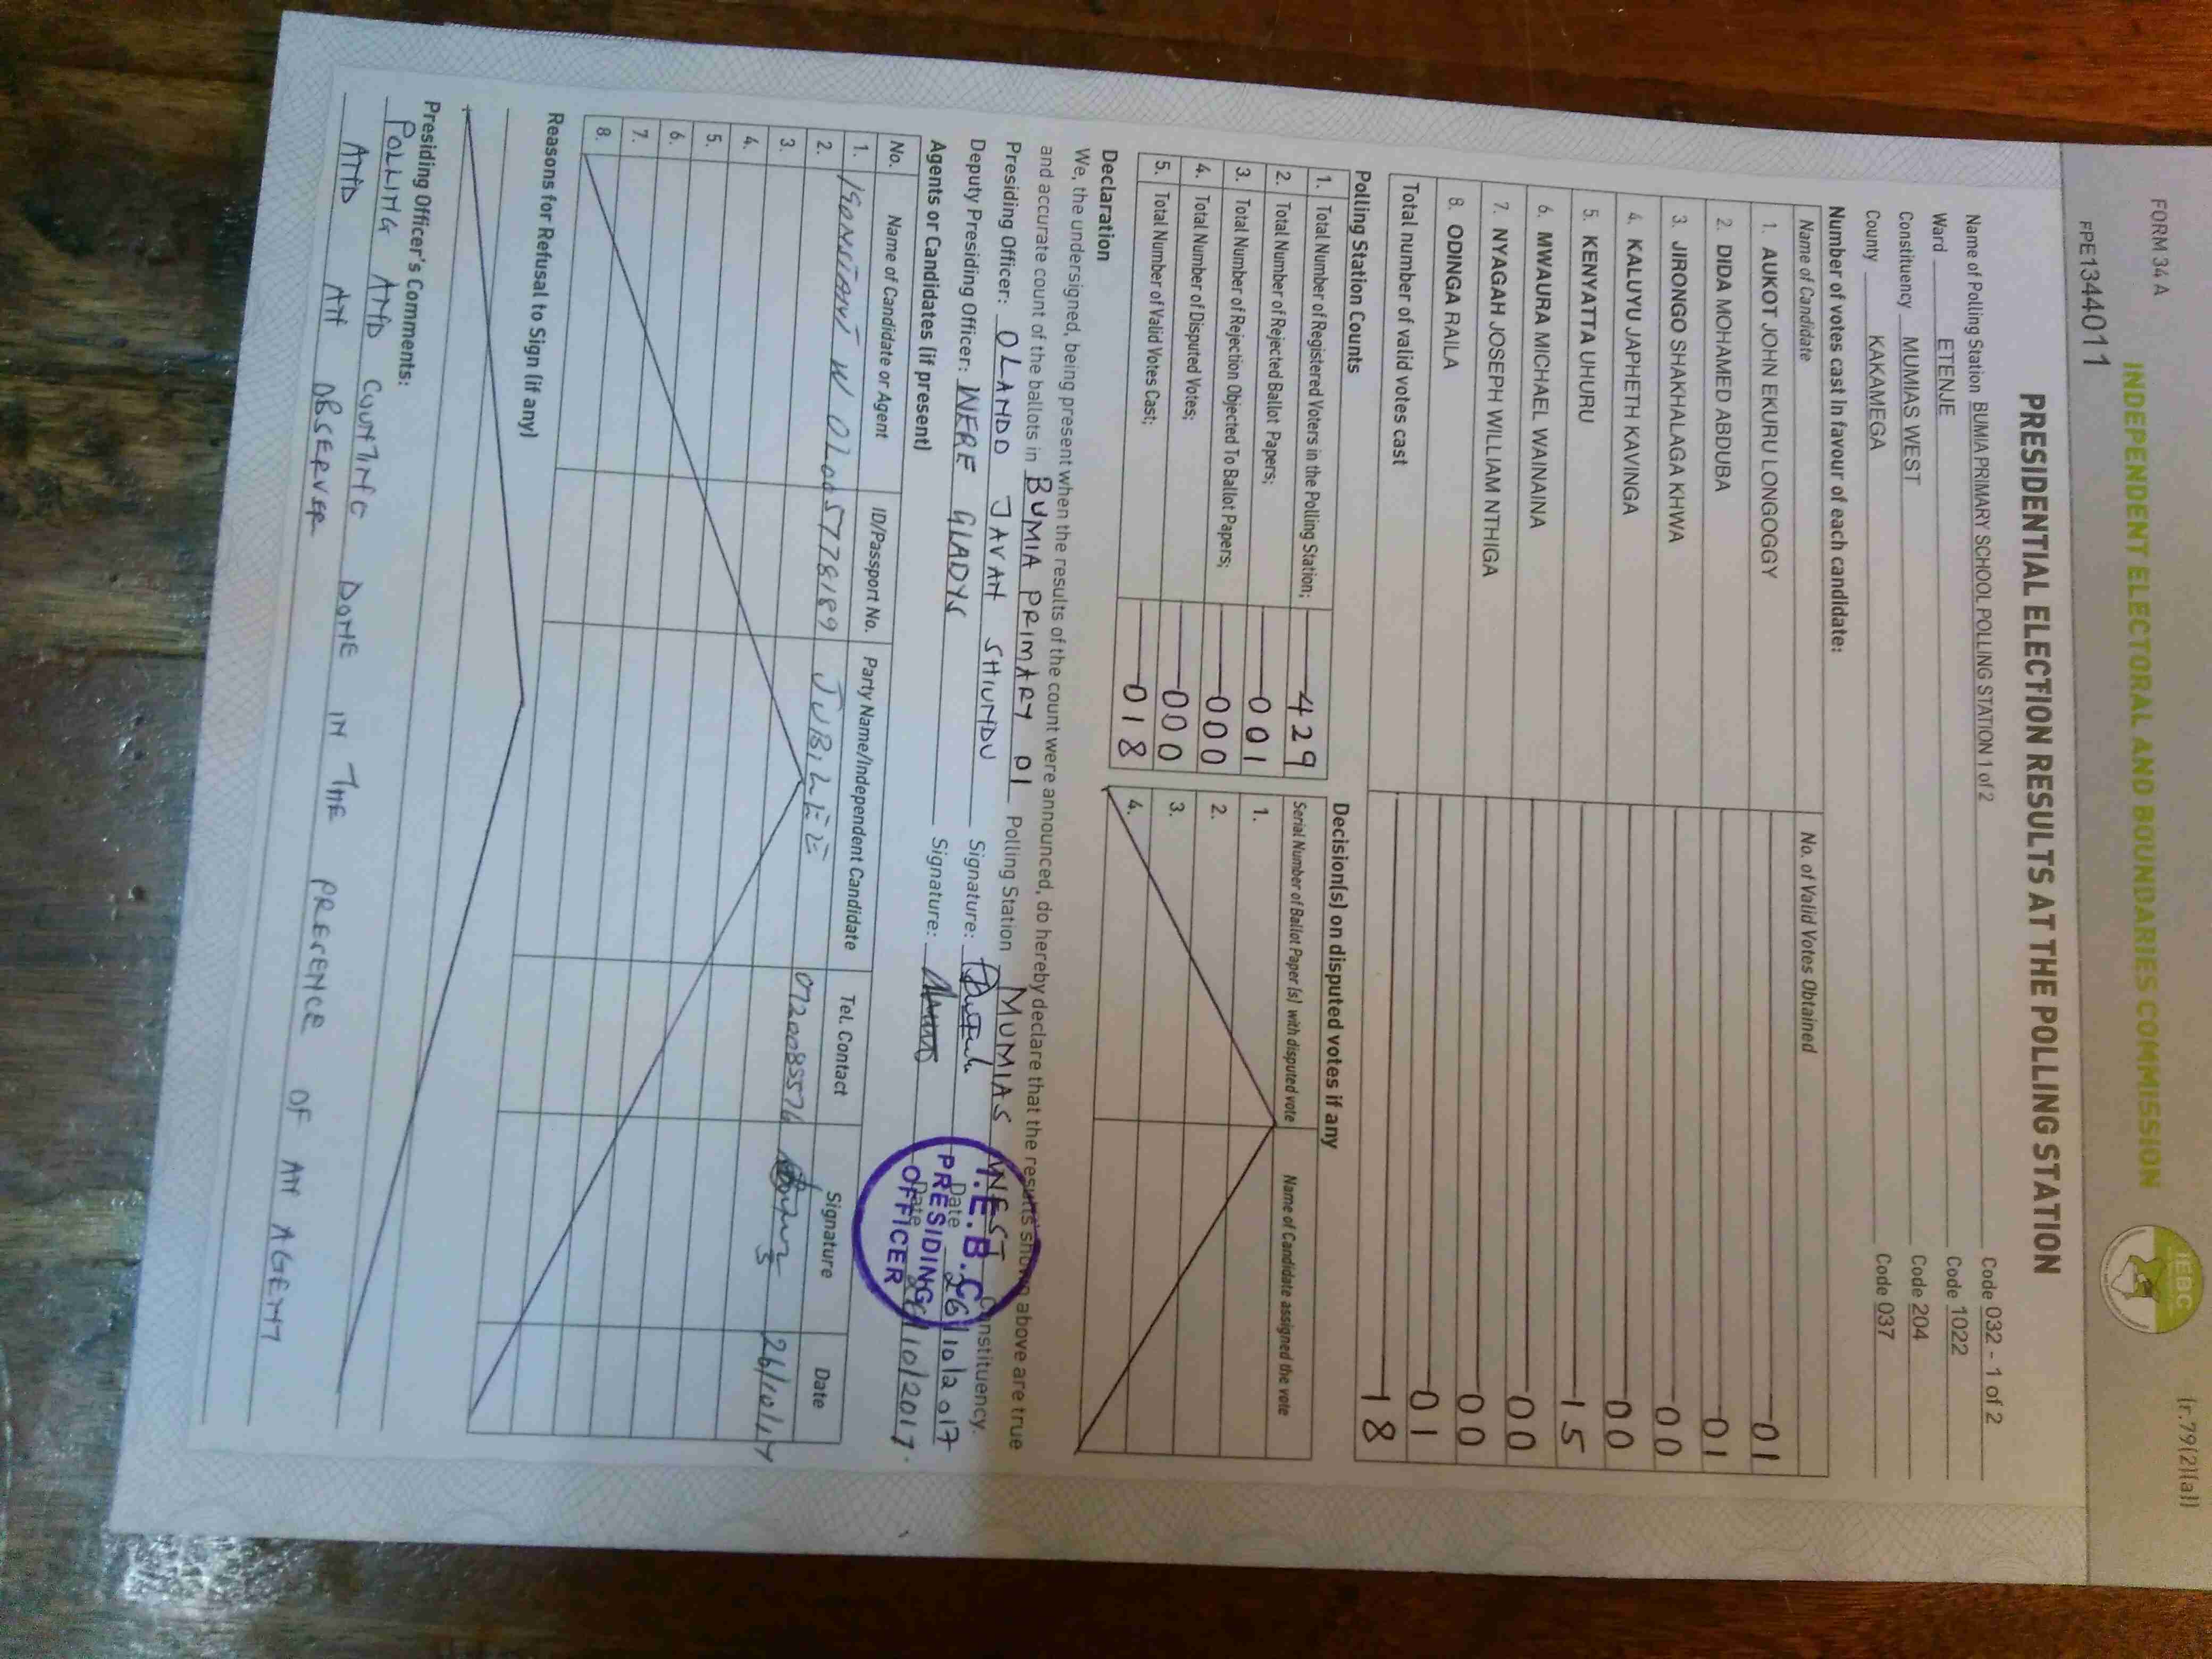 FORM 34 A
(r.79(2)(a))
INDEPENDENT ELECTORAL AND BOUNDARIES COMMISSION
IEBC
PPE1344011
PRESIDENTIAL ELECTION RESULTS AT THE POLLING STATION
Name of Polling Station BUMIA PRIMARY SCHOOL POLLING STATION 1 of 2 Code 032 - 1 of 2
Ward ETENJE Code 1022
Constituency MUMIAS WEST Code 204
County KAKAMEGA Code 037
Number of votes cast in favour of each candidate:
Name of Candidate No. of Valid Votes Obtained
1. AUKOT JOHN EKURU LONGOGGY 01
2. DIDA MOHAMED ABDUBA 01
3. JIRONGO SHAKHALAGA KHWA 00
4. KALUYU JAPHETH KAVINGA 00
5. KENYATTA UHURU 15
6. MWAURA MICHAEL WAINAINA 00
7. NYAGAH JOSEPH WILLIAM NTHIGA 00
8. ODINGA RAILA 01
Total number of valid votes cast 18
Polling Station Counts
1. Total Number of Registered Voters in the Polling Station; 429
2. Total Number of Rejected Ballot Papers; 001
3. Total Number of Rejection Objected To Ballot Papers; 000
4. Total Number of Disputed Votes; 000
5. Total Number of Valid Votes Cast; 018
Decision(s) on disputed votes if any
Serial Number of Ballot Paper (s) with disputed vote Name of Candidate assigned the vote
1.
2.
3.
4.
Declaration
We, the undersigned, being present when the results of the count were announced, do hereby declare that the results shown above are true
and accurate count of the ballots in BUMIA PRIMARY 01 Polling Station MUMIAS WEST Constituency.
Presiding Officer: OLANDO JAVAN SHIUNDU Signature: Date 26/10/2017
Deputy Presiding Officer: WERE GLADYS Signature: Date 26/10/2017.
I.E.B.C
PRESIDING
OFFICER
Agents or Candidates (if present)
No. Name of Candidate or Agent ID/Passport No. Party Name/Independent Candidate Tel. Contact Signature Date
1. W 5778189 JUBILEE 0720085576 26/10/17
2.
3.
4.
5.
6.
7.
8.
Reasons for Refusal to Sign (if any)
Presiding Officer's Comments:
POLLING AND COUNTING DONE IN THE PRECENCE OF AN AGENT
AND AN OBSERVER